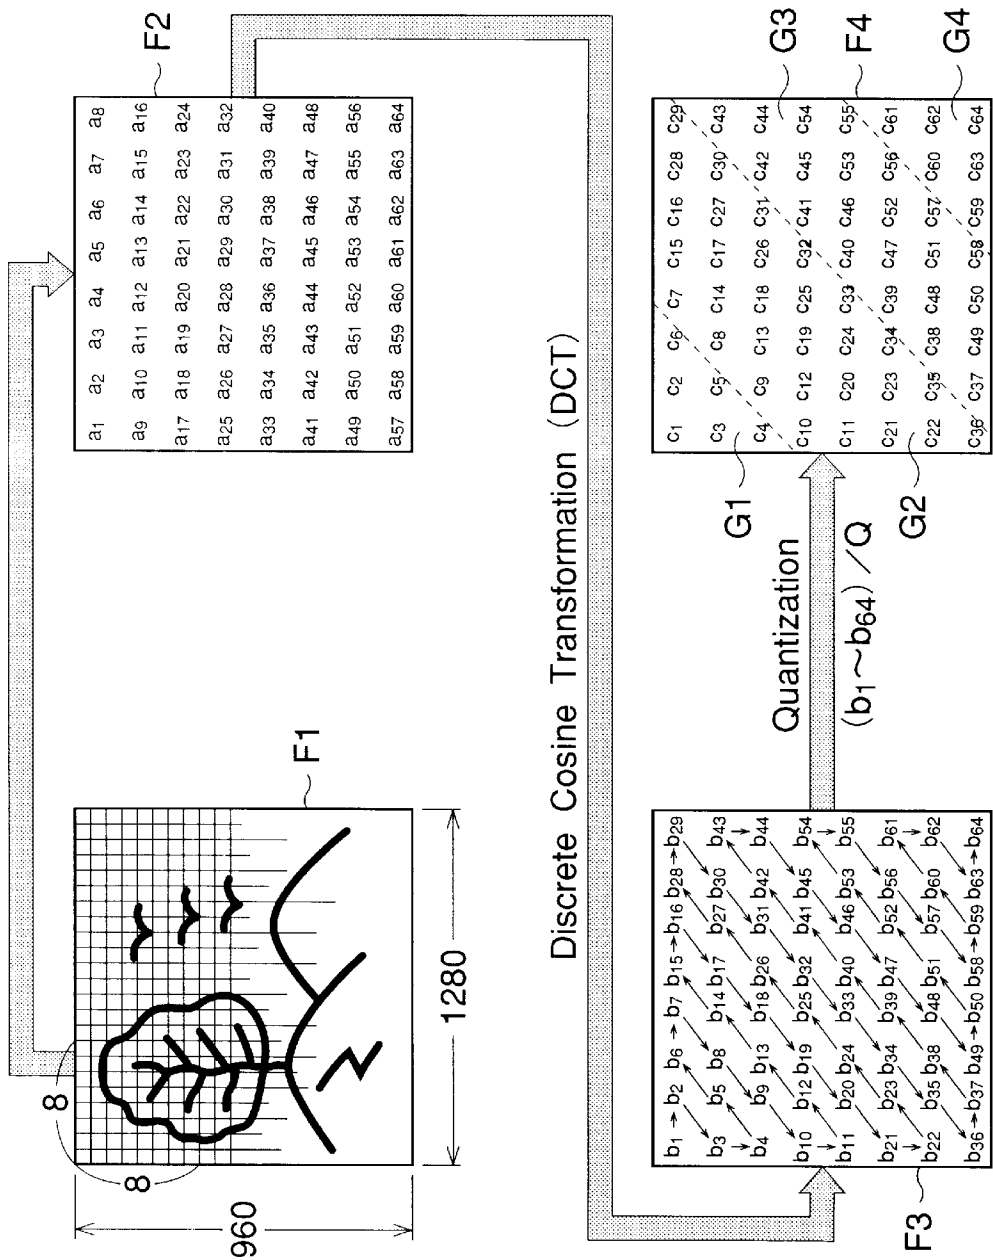 8
8
960
1280
F1
a1 a2 a3 a4 a5 a6 a7 a8
a9 a10 a11 a12 a13 a14 a15 a16
a17 a18 a19 a20 a21 a22 a23 a24
a25 a26 a27 a28 a29 a30 a31 a32
a33 a34 a35 a36 a37 a38 a39 a40
a41 a42 a43 a44 a45 a46 a47 a48
a49 a50 a51 a52 a53 a54 a55 a56
a57 a58 a59 a60 a61 a62 a63 a64
F2
Discrete Cosine Transformation (DCT)
b1 b2 b6 b7 b15 b16 b28 b29
b3 b5 b8 b14 b17 b27 b30 b43
b4 b9 b13 b18 b26 b31 b42 b44
b10 b12 b19 b25 b32 b41 b45 b54
b11 b20 b24 b33 b40 b46 b53 b55
b21 b23 b34 b39 b47 b52 b56 b61
b22 b35 b38 b48 b51 b57 b60 b62
b36 b37 b49 b50 b58 b59 b63 b64
F3
Quantization
(b1~b64)/Q
c1 c2 c6 c7 c15 c16 c28 c29
c3 c5 c8 c14 c17 c27 c30 c43
c4 c9 c13 c18 c26 c31 c42 c44
c10 c12 c19 c25 c32 c41 c45 c54
c11 c20 c24 c33 c40 c46 c53 c55
c21 c23 c34 c39 c47 c52 c56 c61
c22 c35 c38 c48 c51 c57 c60 c62
c36 c37 c49 c50 c58 c59 c63 c64
G1
G2
G3
F4
G4